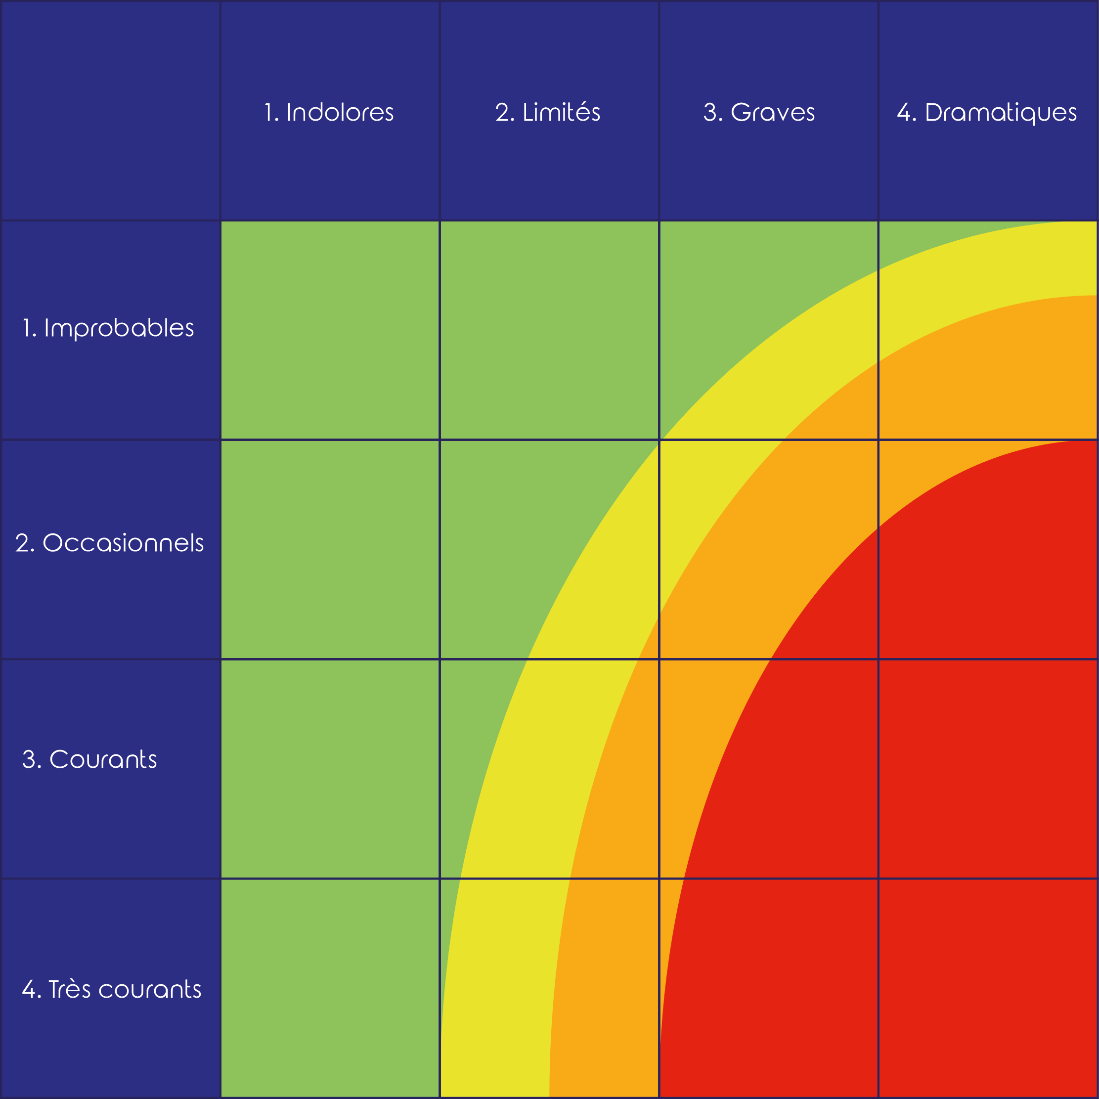 1. Indolores
2. Limités
3. Graves
4. Dramatiques
1. Improbables
2. Occasionnels
3. Courants
4. Très courants